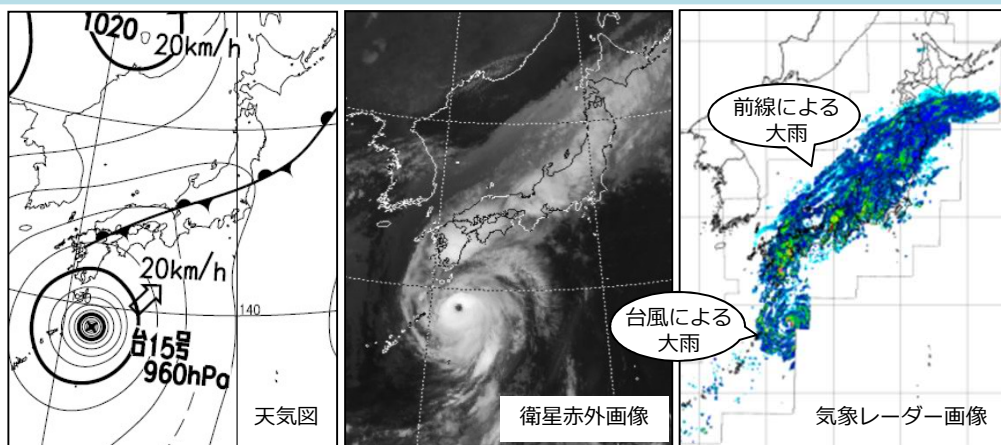 1020
20km/h
20km/h
140
台15号
960hPa
天気図
衛星赤外画像
前線による
大雨
台風による
大雨
気象レーダー画像